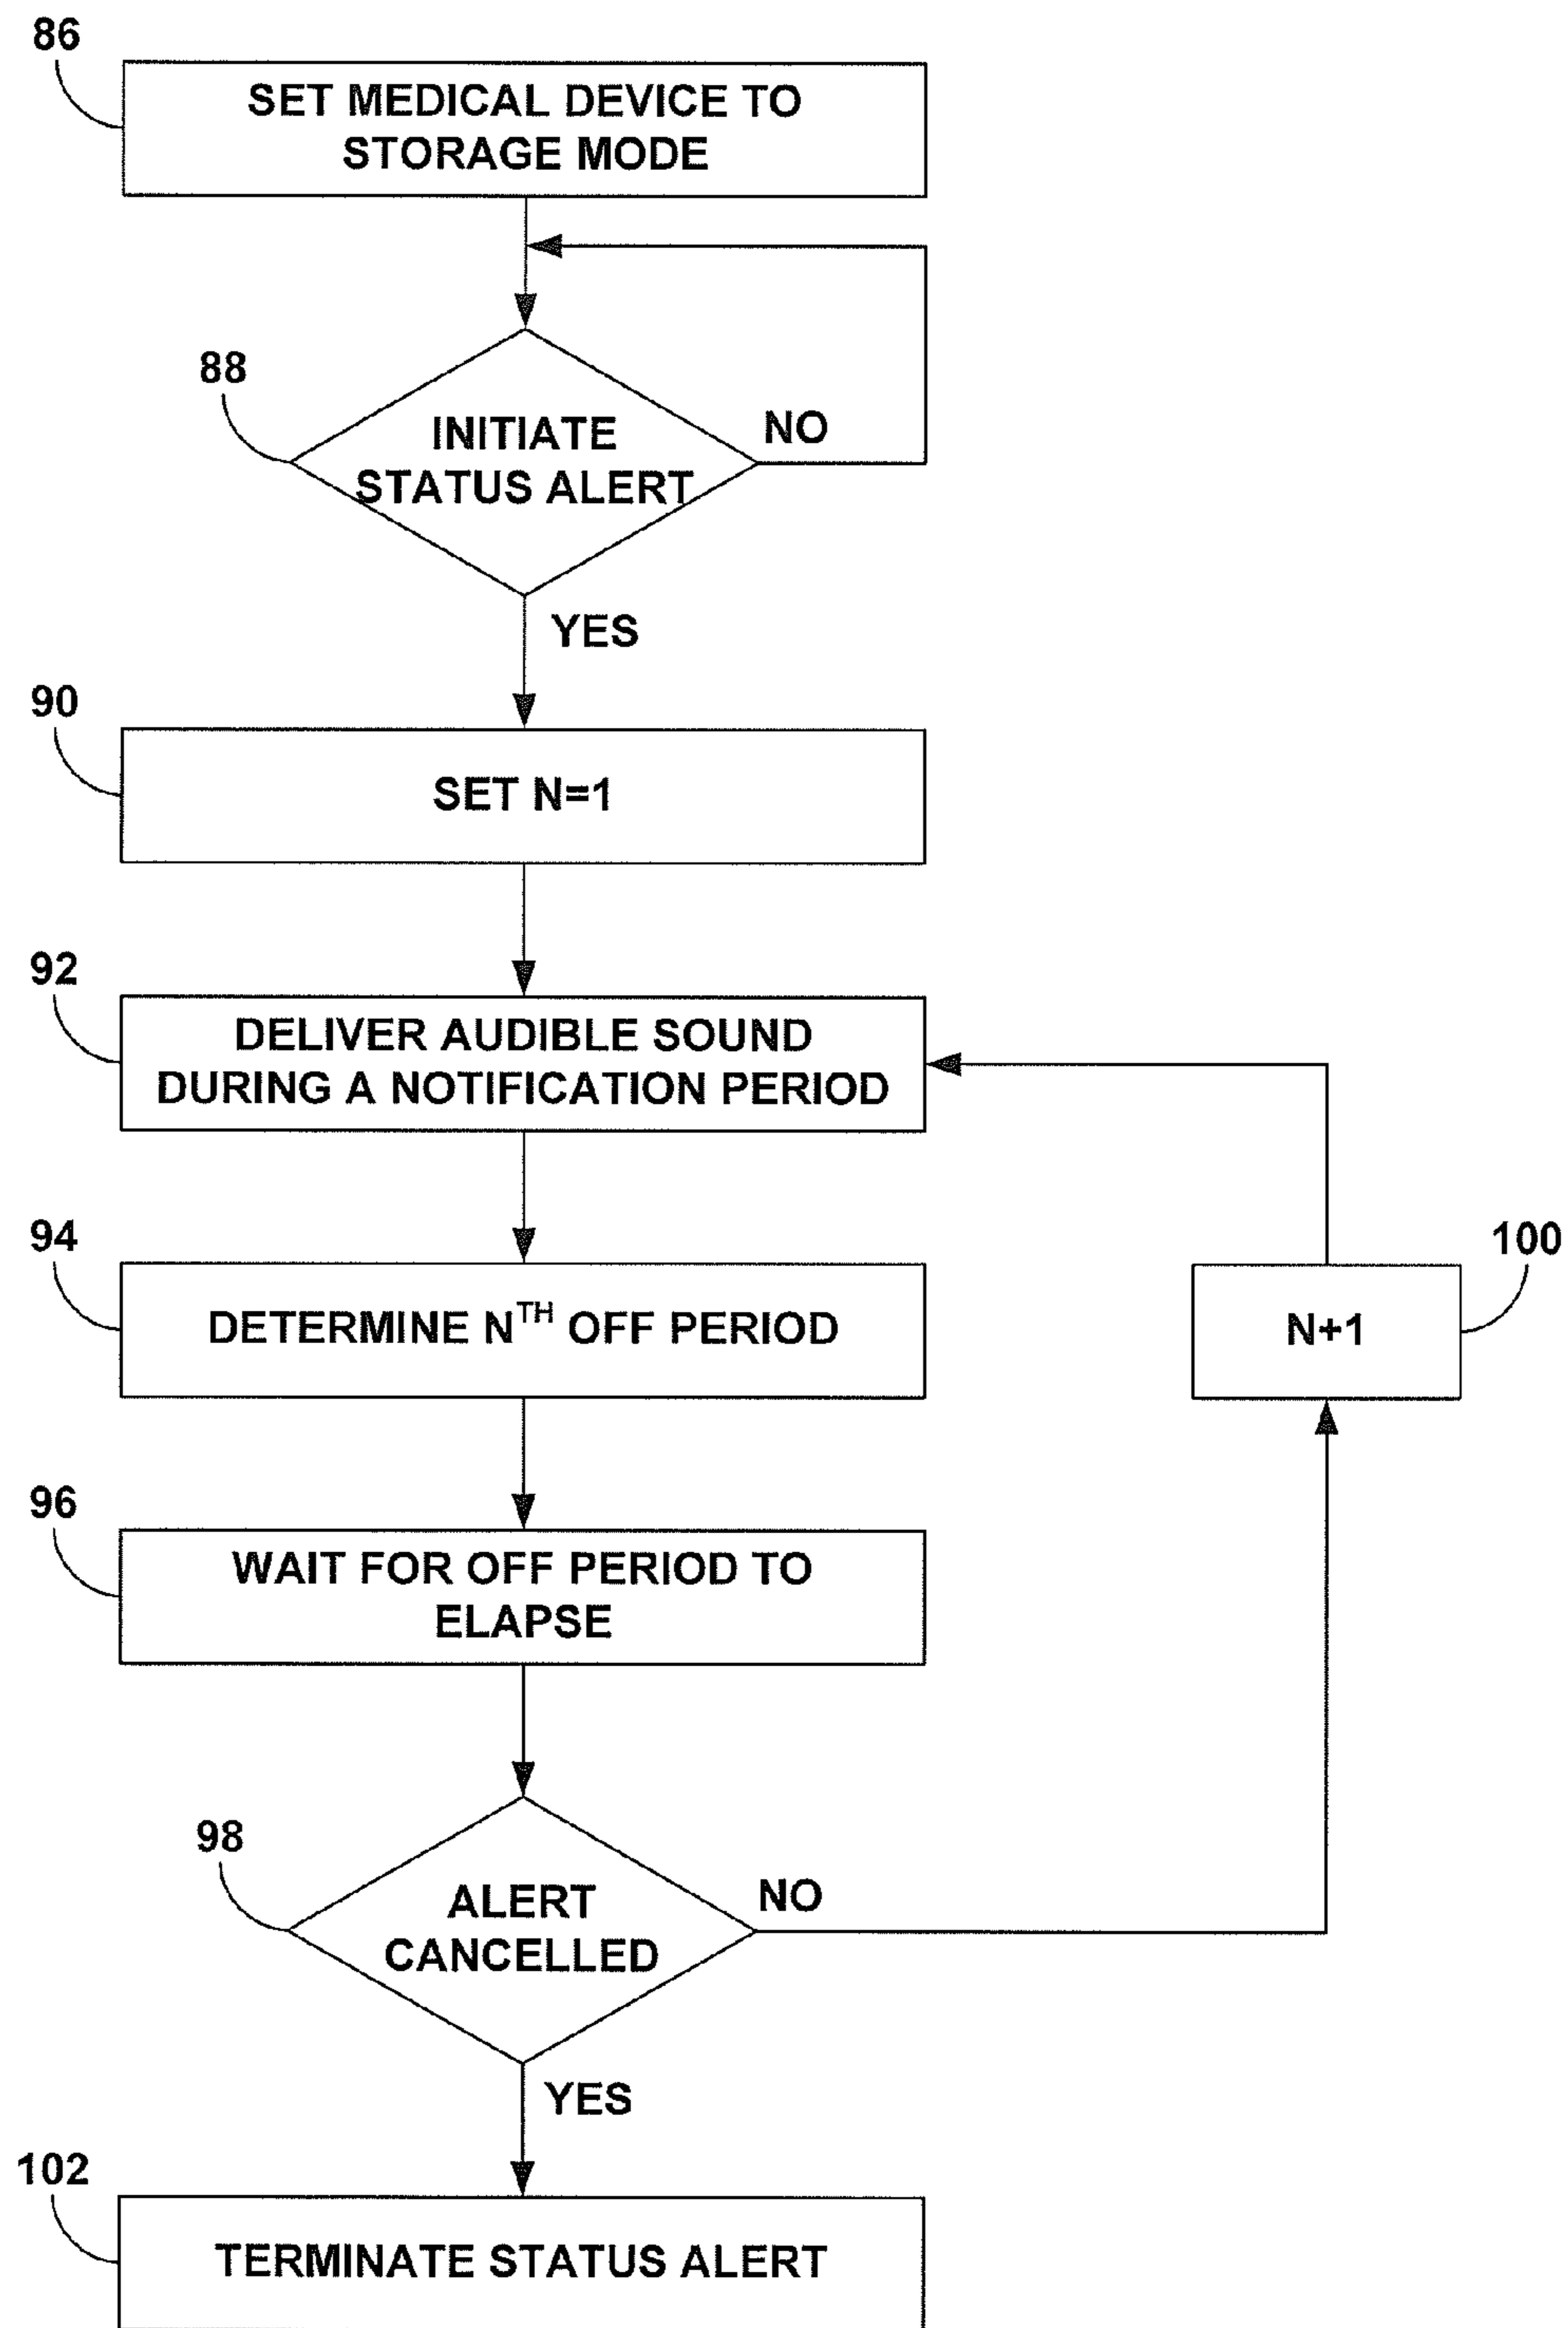 86
SET MEDICAL DEVICE TO
STORAGE MODE
88
INITIATE
STATUS ALERT
NO
YES
90
SET N=1
92
DELIVER AUDIBLE SOUND
DURING A NOTIFICATION PERIOD
94
DETERMINE Nᵀᴴ OFF PERIOD
100
N+1
96
WAIT FOR OFF PERIOD TO
ELAPSE
98
ALERT
CANCELLED
NO
YES
102
TERMINATE STATUS ALERT